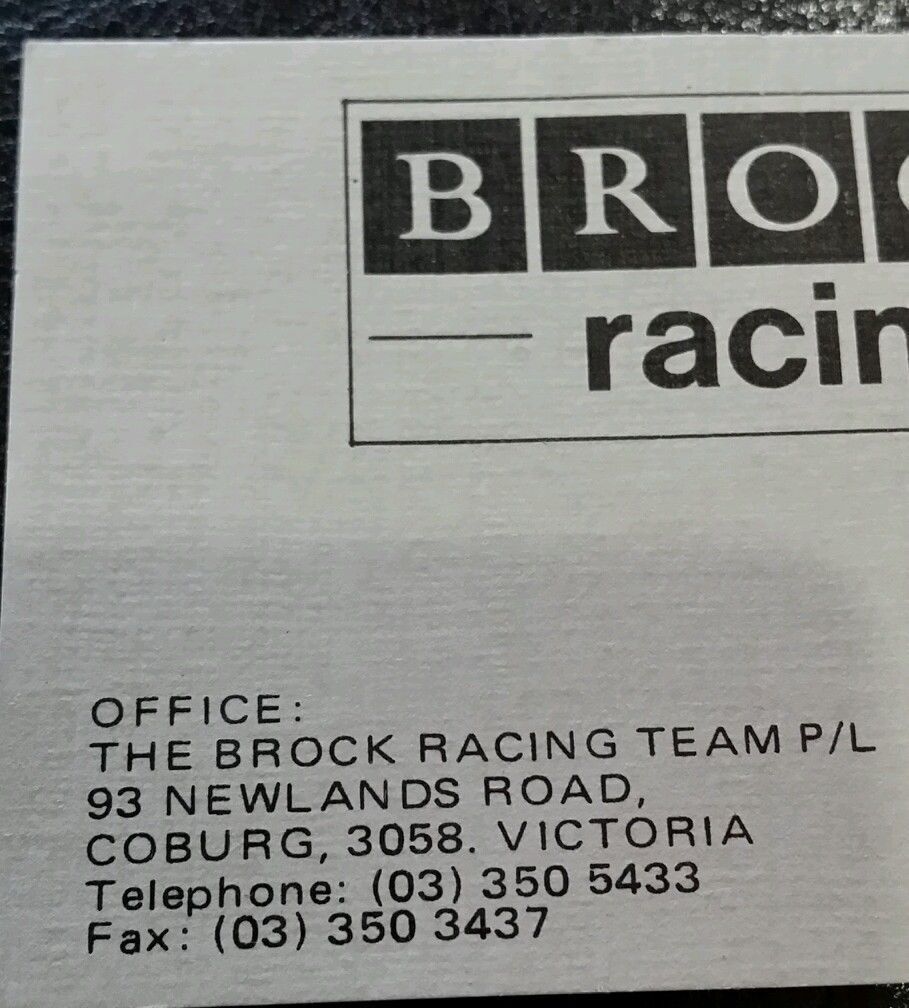 BRO
racin
OFFICE:
THE BROCK RACING TEAM P/L
93 NEWLANDS ROAD,
COBURG, 3058. VICTORIA
Telephone: (03) 350 5433
Fax: (03) 350 3437